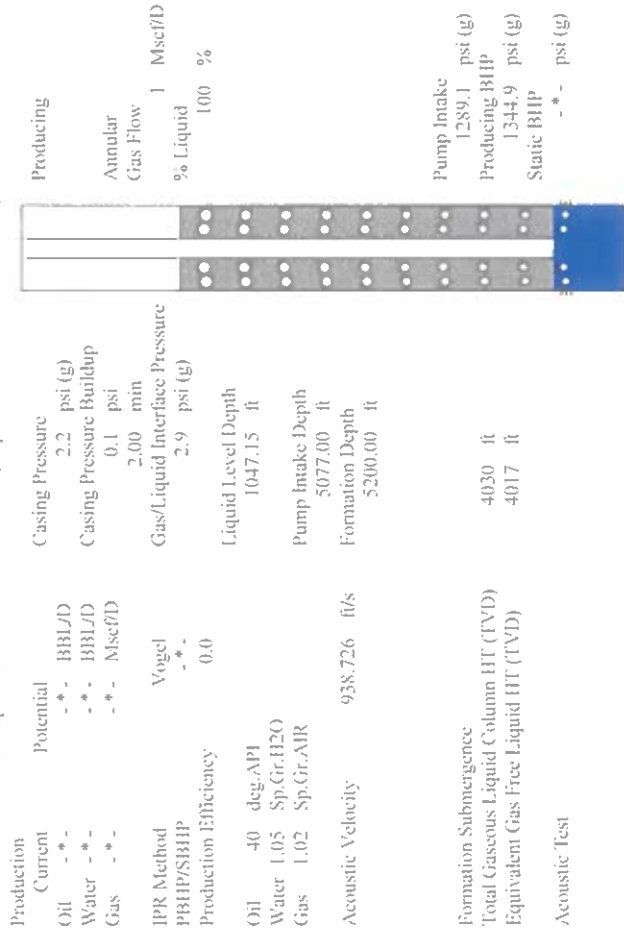 Production
Current Potential
Oil - * - - * - BBL/D
Water - * - - * - BBL/D
Gas - * - - * - Mscf/D
IPR Method Vogel
PBHP/SBHP - * -
Production Efficiency 0.0
Oil 40 deg.API
Water 1.05 Sp.Gr.H2O
Gas 1.02 Sp.Gr.AIR
Acoustic Velocity 938.726 ft/s
Formation Submergence
Total Gaseous Liquid Column HT (TVD) 4030 ft
Equivalent Gas Free Liquid HT (TVD) 4017 ft
Acoustic Test
Casing Pressure
2.2 psi (g)
Casing Pressure Buildup
0.1 psi
2.00 min
Gas/Liquid Interface Pressure
2.9 psi (g)
Liquid Level Depth
1047.15 ft
Pump Intake Depth
5077.00 ft
Formation Depth
5200.00 ft
Producing
Annular
Gas Flow
1 Mscf/D
% Liquid
100 %
Pump Intake
1289.1 psi (g)
Producing BHP
1344.9 psi (g)
Static BHP
- * - psi (g)